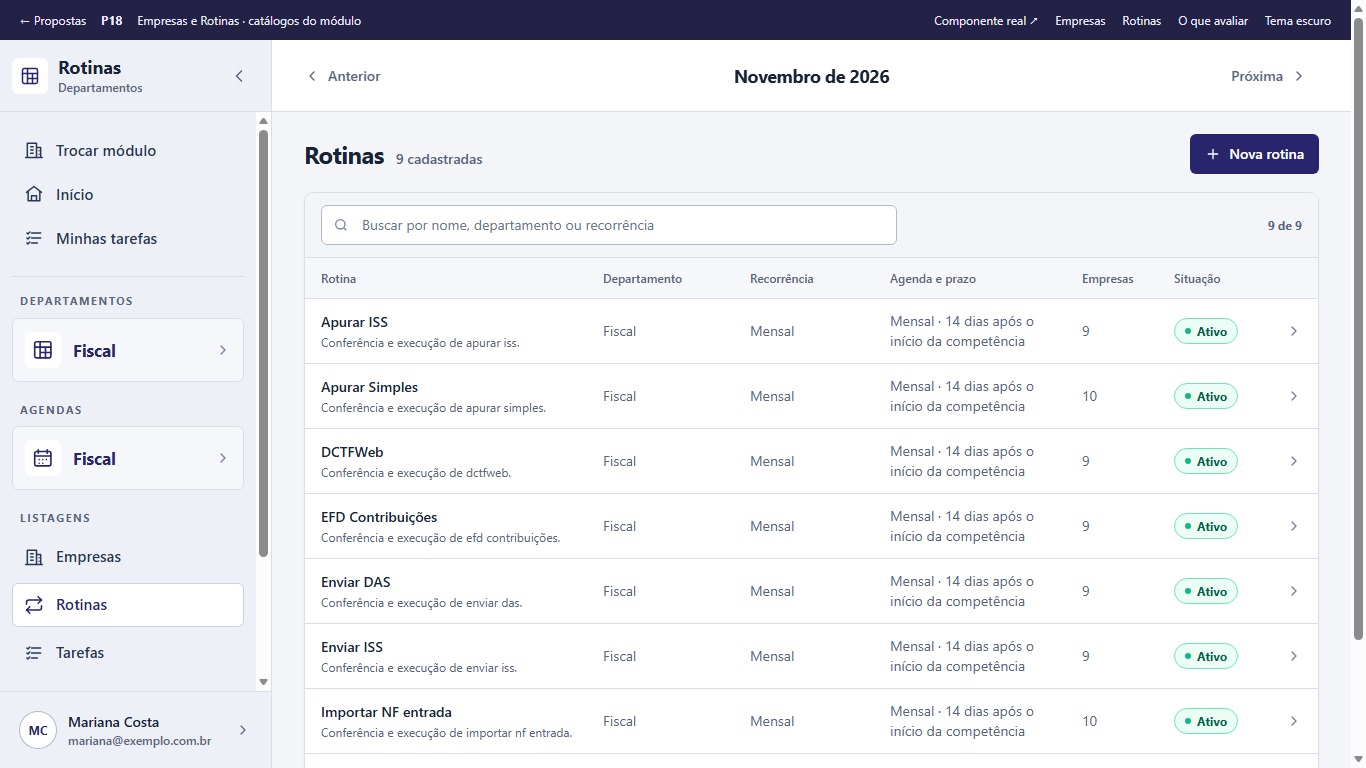 ← Propostas P18 Empresas e Rotinas · catálogos do módulo Componente real ↗ Empresas Rotinas O que avaliar Tema escuro
Rotinas
Departamentos
Anterior Novembro de 2026 Próxima
Trocar módulo
Início
Minhas tarefas
DEPARTAMENTOS
Fiscal
AGENDAS
Fiscal
LISTAGENS
Empresas
Rotinas
Tarefas
MC Mariana Costa
mariana@exemplo.com.br
Rotinas 9 cadastradas + Nova rotina
Buscar por nome, departamento ou recorrência 9 de 9
Rotina Departamento Recorrência Agenda e prazo Empresas Situação
Apurar ISS
Conferência e execução de apurar iss.
Fiscal Mensal
Mensal · 14 dias após o
início da competência
9 Ativo
Apurar Simples
Conferência e execução de apurar simples.
Fiscal Mensal
Mensal · 14 dias após o
início da competência
10 Ativo
DCTFWeb
Conferência e execução de dctfweb.
Fiscal Mensal
Mensal · 14 dias após o
início da competência
9 Ativo
EFD Contribuições
Conferência e execução de efd contribuições.
Fiscal Mensal
Mensal · 14 dias após o
início da competência
9 Ativo
Enviar DAS
Conferência e execução de enviar das.
Fiscal Mensal
Mensal · 14 dias após o
início da competência
9 Ativo
Enviar ISS
Conferência e execução de enviar iss.
Fiscal Mensal
Mensal · 14 dias após o
início da competência
9 Ativo
Importar NF entrada
Conferência e execução de importar nf entrada.
Fiscal Mensal
Mensal · 14 dias após o
início da competência
10 Ativo